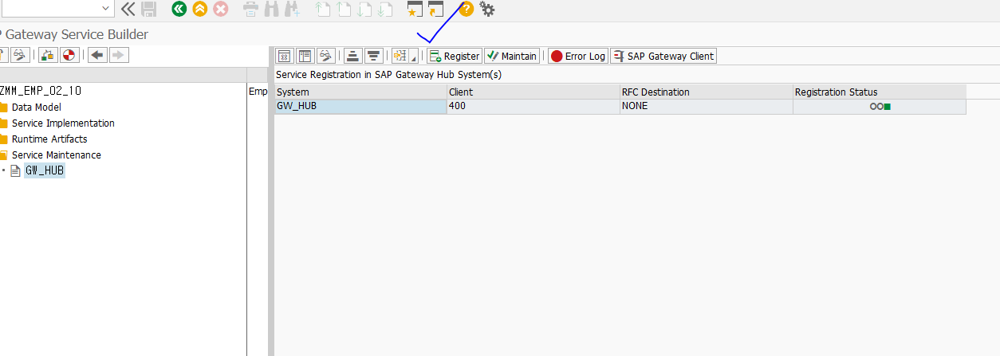 Gateway Service Builder
Register
Maintain
Error Log
SAP Gateway Client
Service Registration in SAP Gateway Hub System(s)
System Client RFC Destination Registration Status
GW_HUB 400 NONE
ZMM_EMP_02_10 Emp
Data Model
Service Implementation
Runtime Artifacts
Service Maintenance
GW_HUB